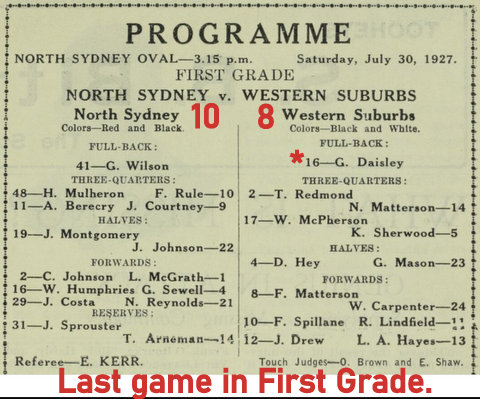 PROGRAMME
NORTH SYDNEY OVAL—3.15 p.m. Saturday, July 30, 1927.
FIRST GRADE
NORTH SYDNEY v. WESTERN SUBURBS
North Sydney 10 8 Western Suburbs
Colors—Red and Black. Colors—Black and White.
FULL-BACK: FULL-BACK:
41—G. Wilson *16—G. Daisley
THREE-QUARTERS: THREE-QUARTERS:
48—H. Mulheron F. Rule—10 2—T. Redmond
11—A. Berecry J. Courtney—9 N. Matterson—14
HALVES: 17—W. McPherson
19—J. Montgomery K. Sherwood—5
J. Johnson—22 HALVES:
FORWARDS: 4—D. Hey G. Mason—23
2—C. Johnson L. McGrath—1 FORWARDS:
16—W. Humphries G. Sewell—4 8—F. Matterson
29—J. Costa N. Reynolds—21 W. Carpenter—24
RESERVES: 10—F. Spillane R. Lindfield—11
31—J. Sprouster 12—J. Drew L. A. Hayes—13
T. Arneman—14
Referee—E. KERR. Touch Judges—O. Brown and E. Shaw.
Last game in First Grade.